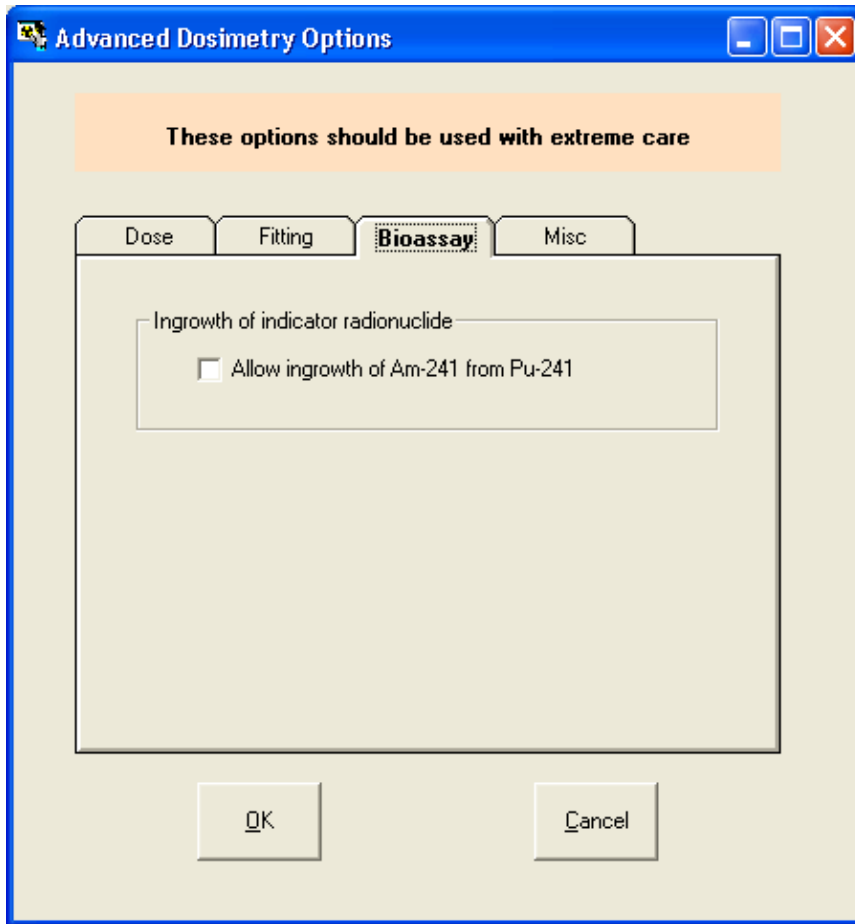 Advanced Dosimetry Options
These options should be used with extreme care
Dose Fitting Bioassay Misc
Ingrowth of indicator radionuclide
Allow ingrowth of Am-241 from Pu-241
OK Cancel